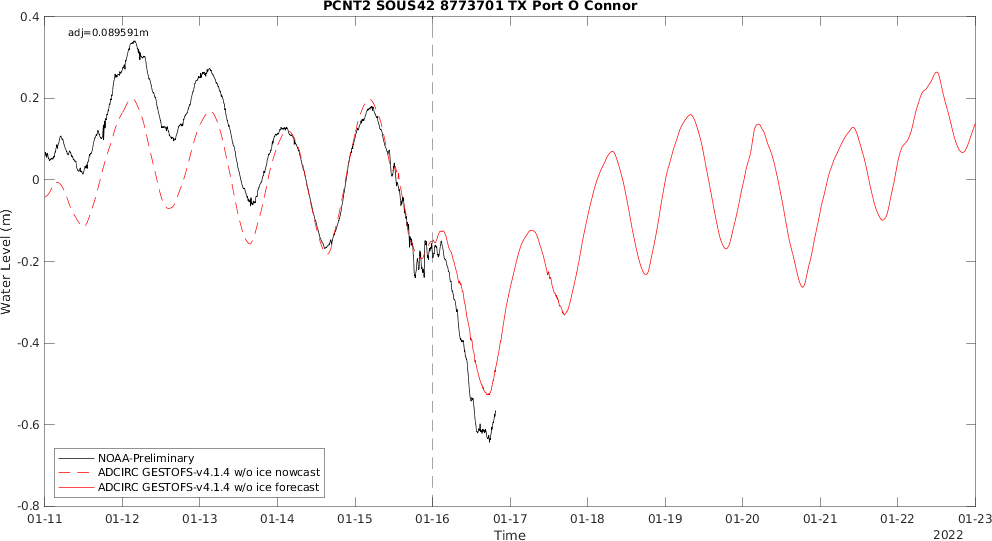 PCNT2 SOUS42 8773701 TX Port O Connor
adj=0.089591m
0.4
0.2
0
-0.2
-0.4
-0.6
-0.8
Water Level (m)
NOAA-Preliminary
ADCIRC GESTOFS-v4.1.4 w/o ice nowcast
ADCIRC GESTOFS-v4.1.4 w/o ice forecast
01-11 01-12 01-13 01-14 01-15 01-16 01-17 01-18 01-19 01-20 01-21 01-22 01-23
Time
2022